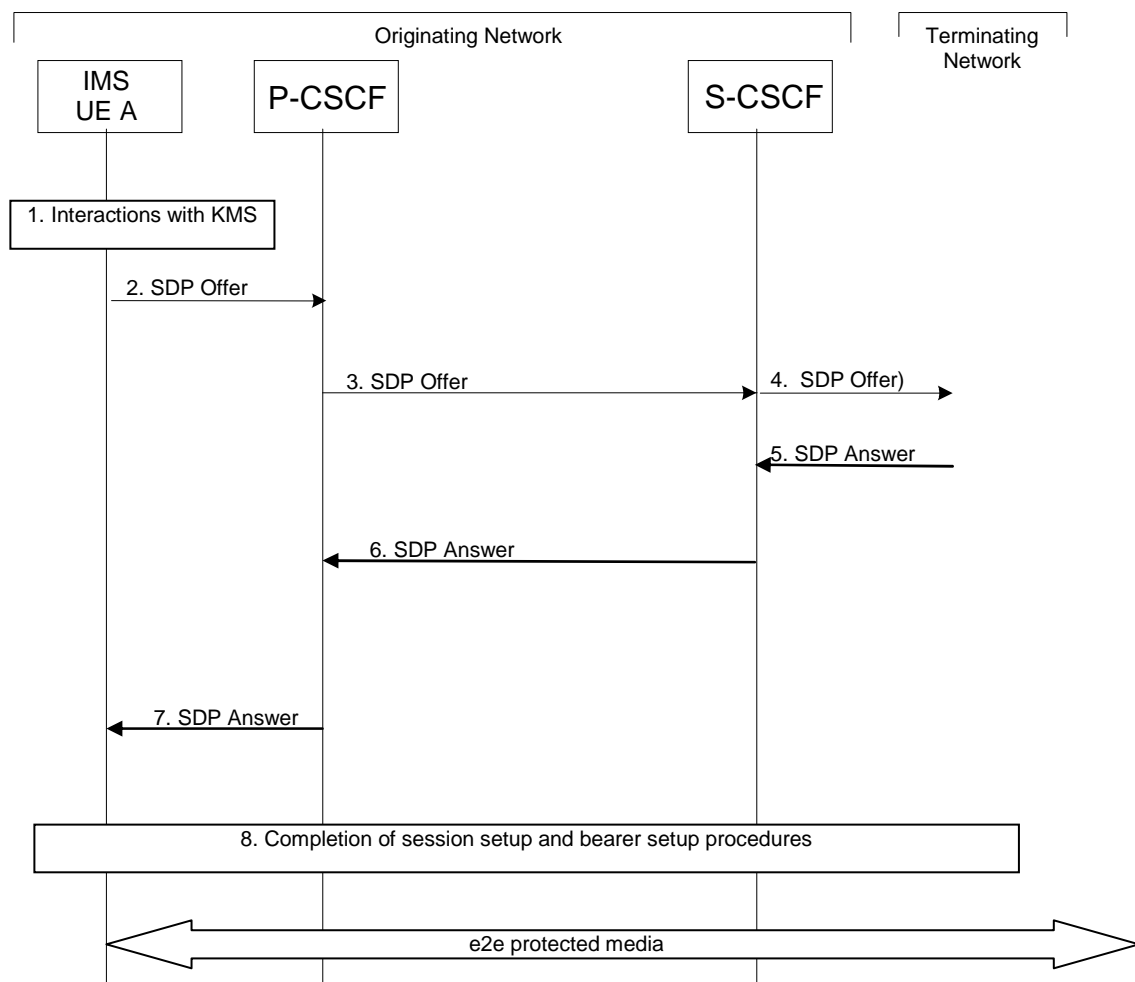 Originating Network
Terminating
Network
IMS
UE A
P-CSCF
S-CSCF
1. Interactions with KMS
2. SDP Offer
3. SDP Offer
4. SDP Offer)
5. SDP Answer
6. SDP Answer
7. SDP Answer
8. Completion of session setup and bearer setup procedures
e2e protected media